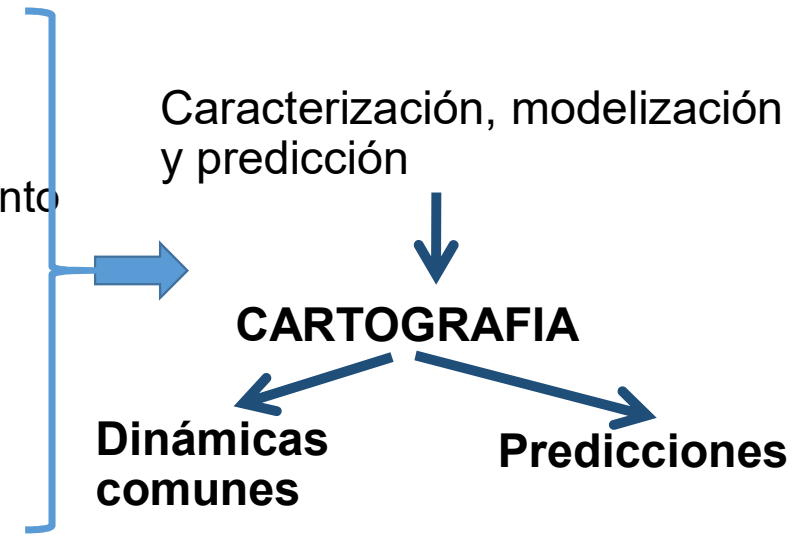 Caracterización, modelización
y predicción
nto
CARTOGRAFIA
Dinámicas
comunes
Predicciones